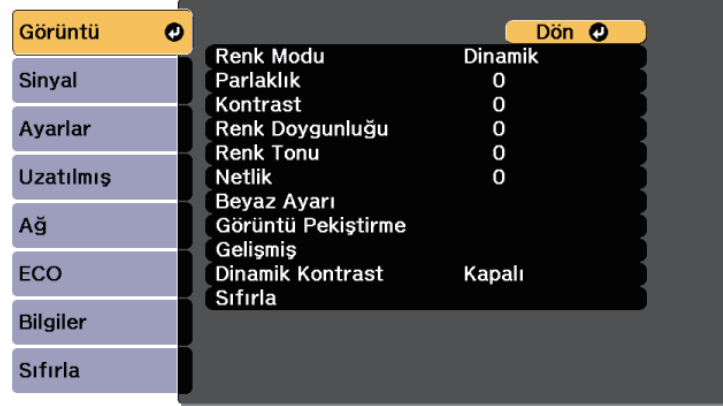 Görüntü
Sinyal
Ayarlar
Uzatılmış
Ağ
ECO
Bilgiler
Sıfırla
Dön
Renk Modu Dinamik
Parlaklık 0
Kontrast 0
Renk Doygunluğu 0
Renk Tonu 0
Netlik 0
Beyaz Ayarı
Görüntü Pekiştirme
Gelişmiş
Dinamik Kontrast Kapalı
Sıfırla